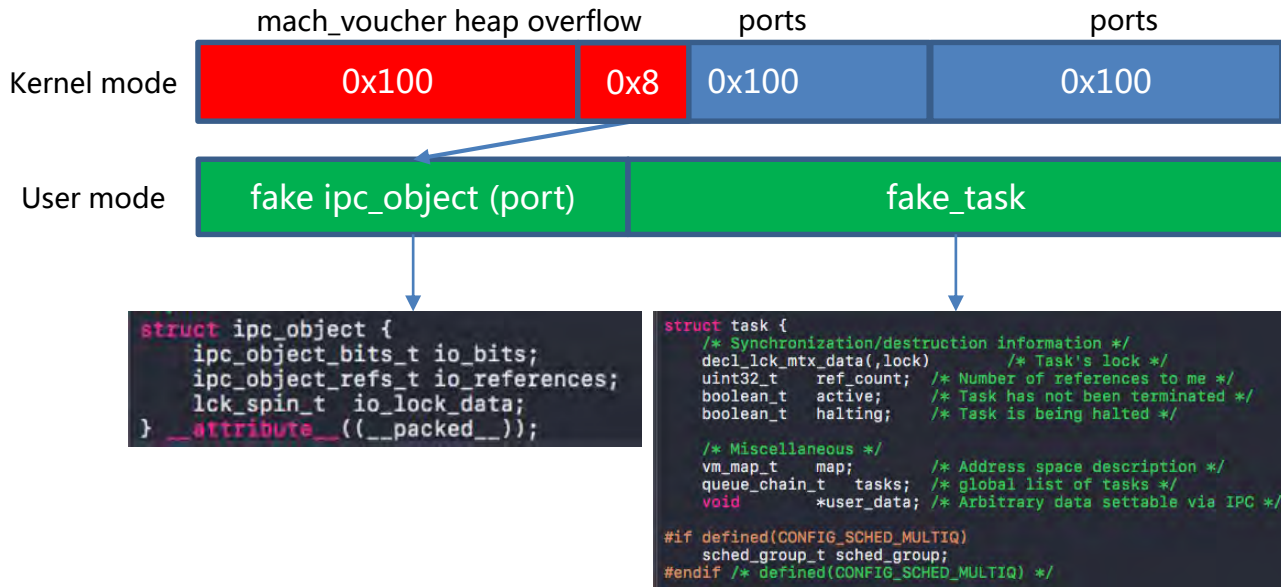 mach_voucher heap overflow ports ports
Kernel mode 0x100 0x8 0x100 0x100
User mode fake ipc_object (port) fake_task
struct ipc_object {
ipc_object_bits_t io_bits;
ipc_object_refs_t io_references;
lck_spin_t io_lock_data;
} __attribute__((__packed__));
struct task {
/* Synchronization/destruction information */
decl_lck_mtx_data(,lock) /* Task's lock */
uint32_t ref_count; /* Number of references to me */
boolean_t active; /* Task has not been terminated */
boolean_t halting; /* Task is being halted */
/* Miscellaneous */
vm_map_t map; /* Address space description */
queue_chain_t tasks; /* global list of tasks */
void *user_data; /* Arbitrary data settable via IPC */
#if defined(CONFIG_SCHED_MULTIQ)
sched_group_t sched_group;
#endif /* defined(CONFIG_SCHED_MULTIQ) */